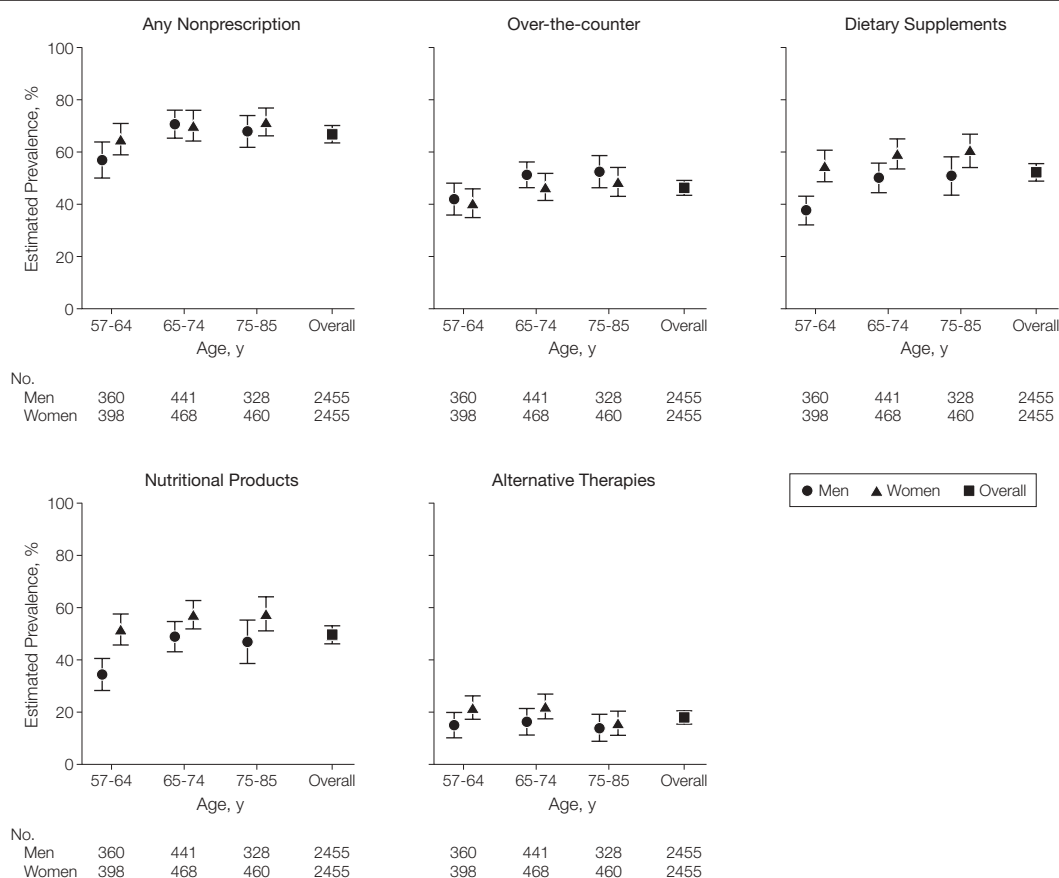 Any Nonprescription
Over-the-counter
Dietary Supplements
Estimated Prevalence, %
100
80
60
40
20
0
57-64 65-74 75-85 Overall
57-64 65-74 75-85 Overall
57-64 65-74 75-85 Overall
Age, y
Age, y
Age, y
No.
Men 360 441 328 2455 360 441 328 2455 360 441 328 2455
Women 398 468 460 2455 398 468 460 2455 398 468 460 2455
Nutritional Products
Alternative Therapies
Men Women Overall
Estimated Prevalence, %
100
80
60
40
20
0
57-64 65-74 75-85 Overall
57-64 65-74 75-85 Overall
Age, y
Age, y
No.
Men 360 441 328 2455 360 441 328 2455
Women 398 468 460 2455 398 468 460 2455